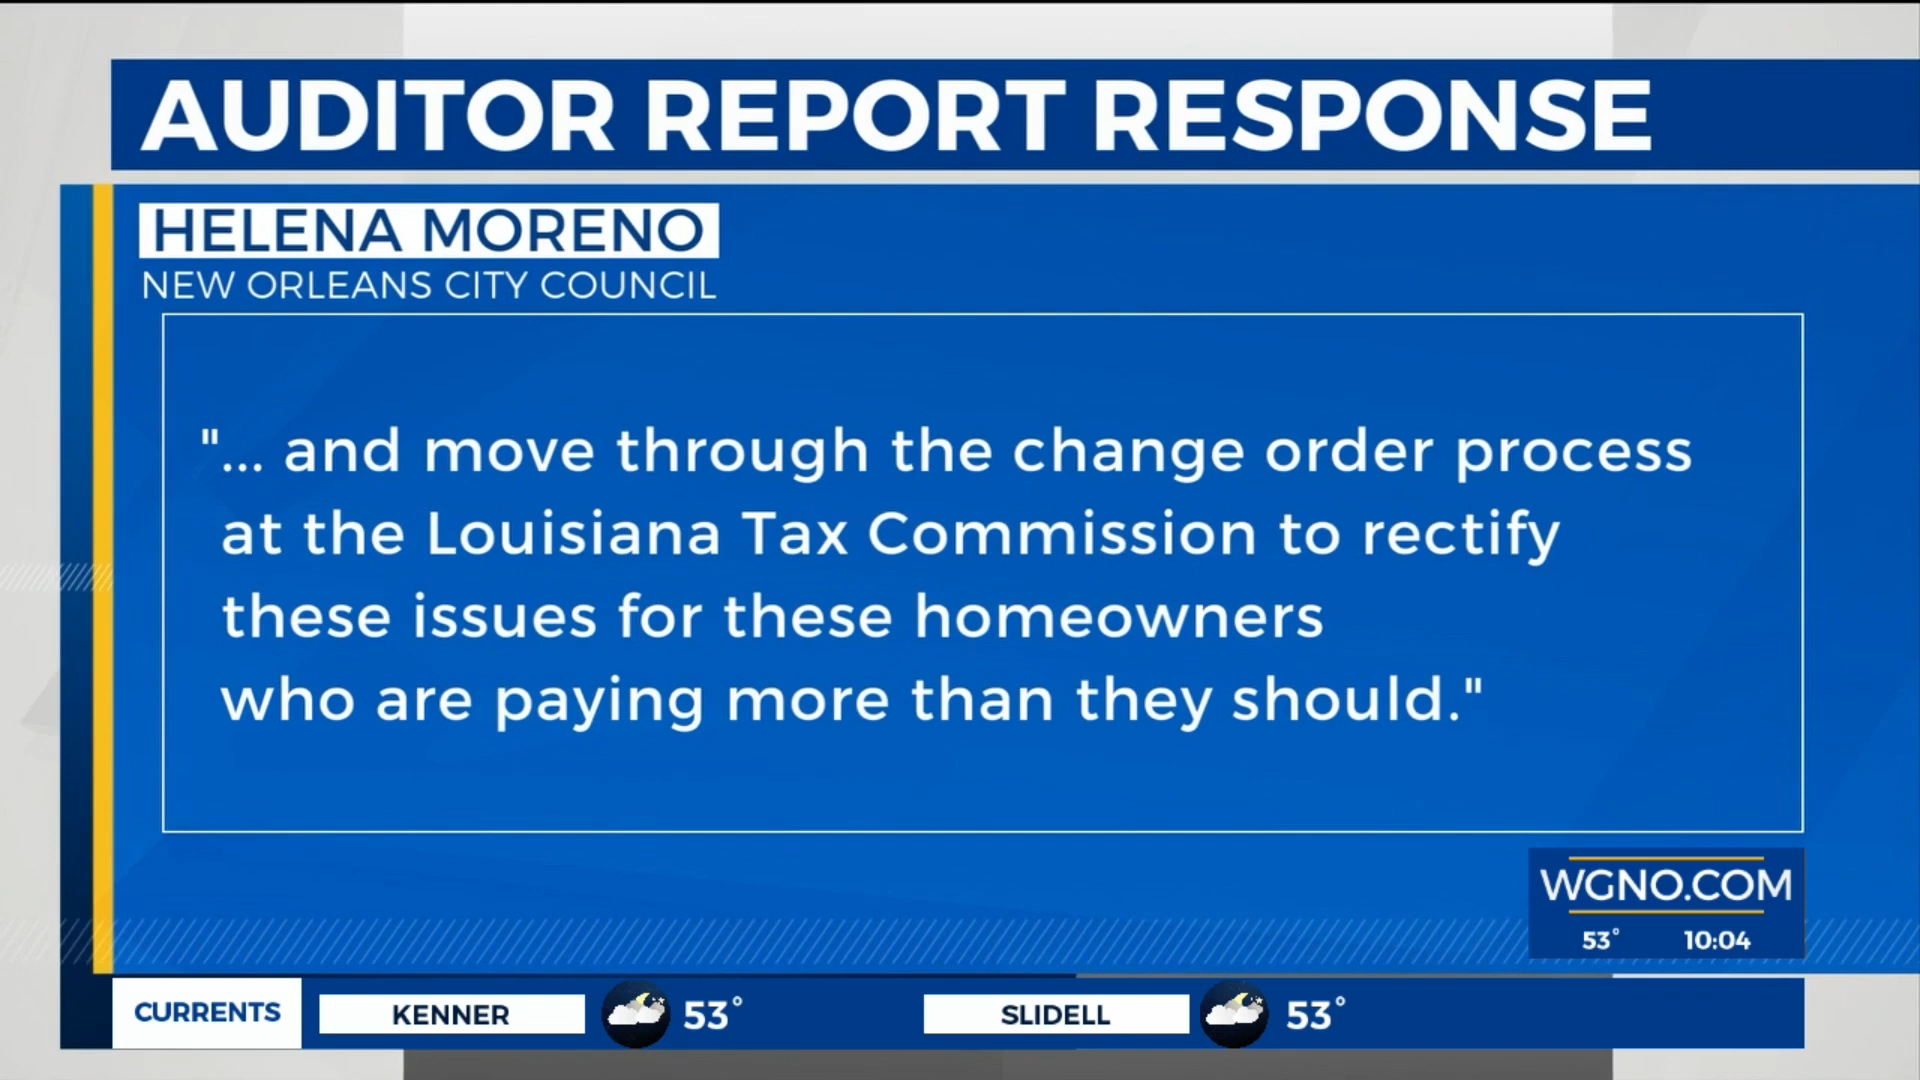 AUDITOR REPORT RESPONSE
HELENA MORENO
NEW ORLEANS CITY COUNCIL
"... and move through the change order process
at the Louisiana Tax Commission to rectify
these issues for these homeowners
who are paying more than they should."
WGNO.COM
53° 10:04
CURRENTS KENNER 53° SLIDELL 53°